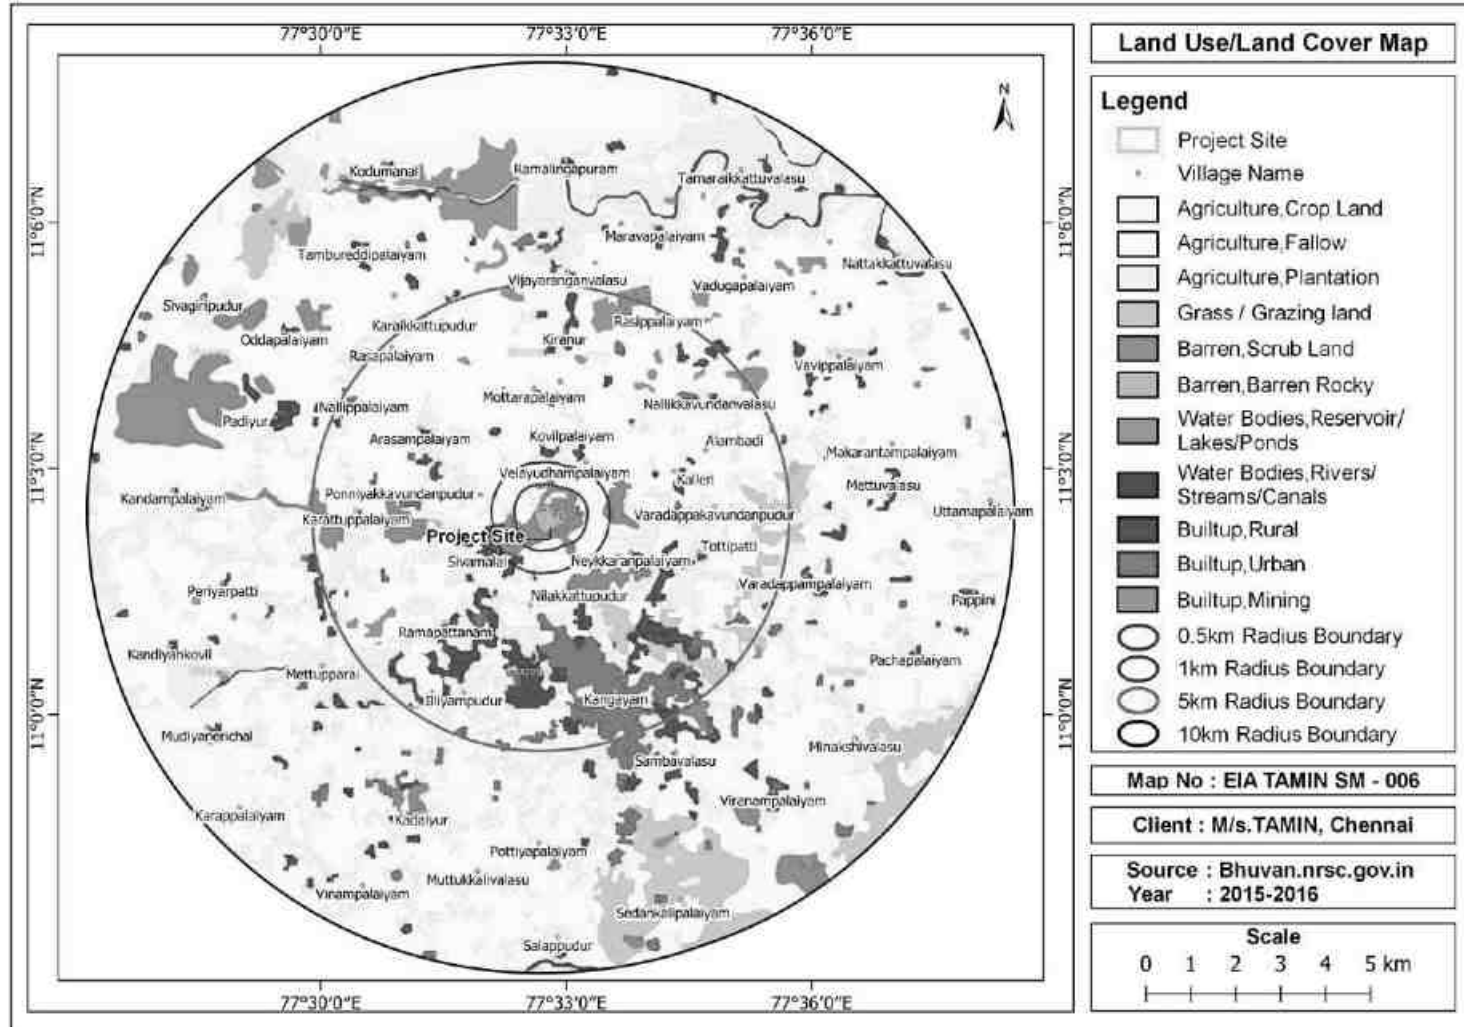 77°30'0"E
77°33'0"E
77°36'0"E
Land Use/Land Cover Map
N
Legend
Project Site
Village Name
Agriculture,Crop Land
Agriculture,Fallow
Agriculture,Plantation
Grass / Grazing land
Barren,Scrub Land
Barren,Barren Rocky
Water Bodies,Reservoir/
Lakes/Ponds
Water Bodies,Rivers/
Streams/Canals
Builtup,Rural
Builtup,Urban
Builtup,Mining
0.5km Radius Boundary
1km Radius Boundary
5km Radius Boundary
10km Radius Boundary
Map No : EIA TAMIN SM - 006
Client : M/s.TAMIN, Chennai
Source : Bhuvan.nrsc.gov.in
Year : 2015-2016
Scale
0 1 2 3 4 5 km
11°6'0"N
11°3'0"N
11°0'0"N
11°6'0"N
11°3'0"N
11°0'0"N
Kodumanal
Ramalingapuram
Tamaraikkattuvalasu
Tambureddipalaiyam
Maravapalaiyam
Nattakkattuvalasu
Vijayaranganvalasu
Vadugapalaiyam
Sivagiripudur
Oddapalaiyam
Karaikkattupudur
Rasippalaiyam
Kiranur
Rasapalaiyam
Vavippalaiyam
Mottarapalaiyam
Nallippalaiyam
Nallikkavundanvalasu
Padiyur
Arasampalaiyam
Kovilpalaiyam
Alambadi
Makarantampalaiyam
Velayudhampalaiyam
Kalleri
Mettuvalasu
Kandampalaiyam
Ponniyakkavundanpudur
Karattuppalaiyam
Varadappakavundanpudur
Uttamapalaiyam
Project Site
Tottipatti
Sivamalai
Neykkaranpalaiyam
Varadappampalaiyam
Periyarpatti
Nilakkattupudur
Pappini
Ramapattanam
Kandiyankovil
Mettupparai
Pachapalaiyam
Bliyampudur
Kangayam
Mudiyanerichal
Minakshivalasu
Sambavalasu
Viranampalaiyam
Karappalaiyam
Kadaiyur
Pottiyapalaiyam
Muttukkalivalasu
Vinampalaiyam
Sedankalipalaiyam
Salappudur
77°30'0"E
77°33'0"E
77°36'0"E